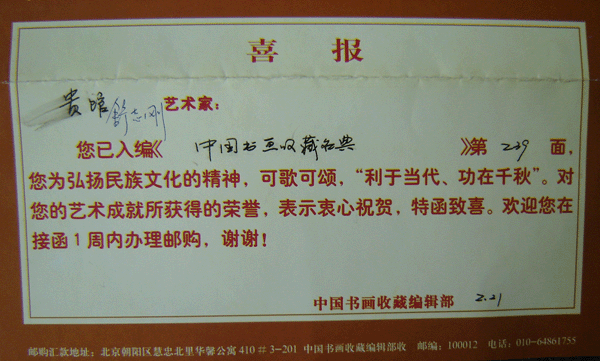 喜报
贵馆舒志刚艺术家：
您已入编《中国书画收藏名典》第239面，
您为弘扬民族文化的精神，可歌可颂，“利于当代、功在千秋”。对
您的艺术成就所获得的荣誉，表示衷心祝贺，特函致喜。欢迎您在
接函1周内办理邮购，谢谢！
中国书画收藏编辑部 2.21
邮购汇款地址：北京朝阳区慧忠北里华馨公寓410＃3-201 中国书画收藏编辑部收 邮编：100012 电话：010-64861755